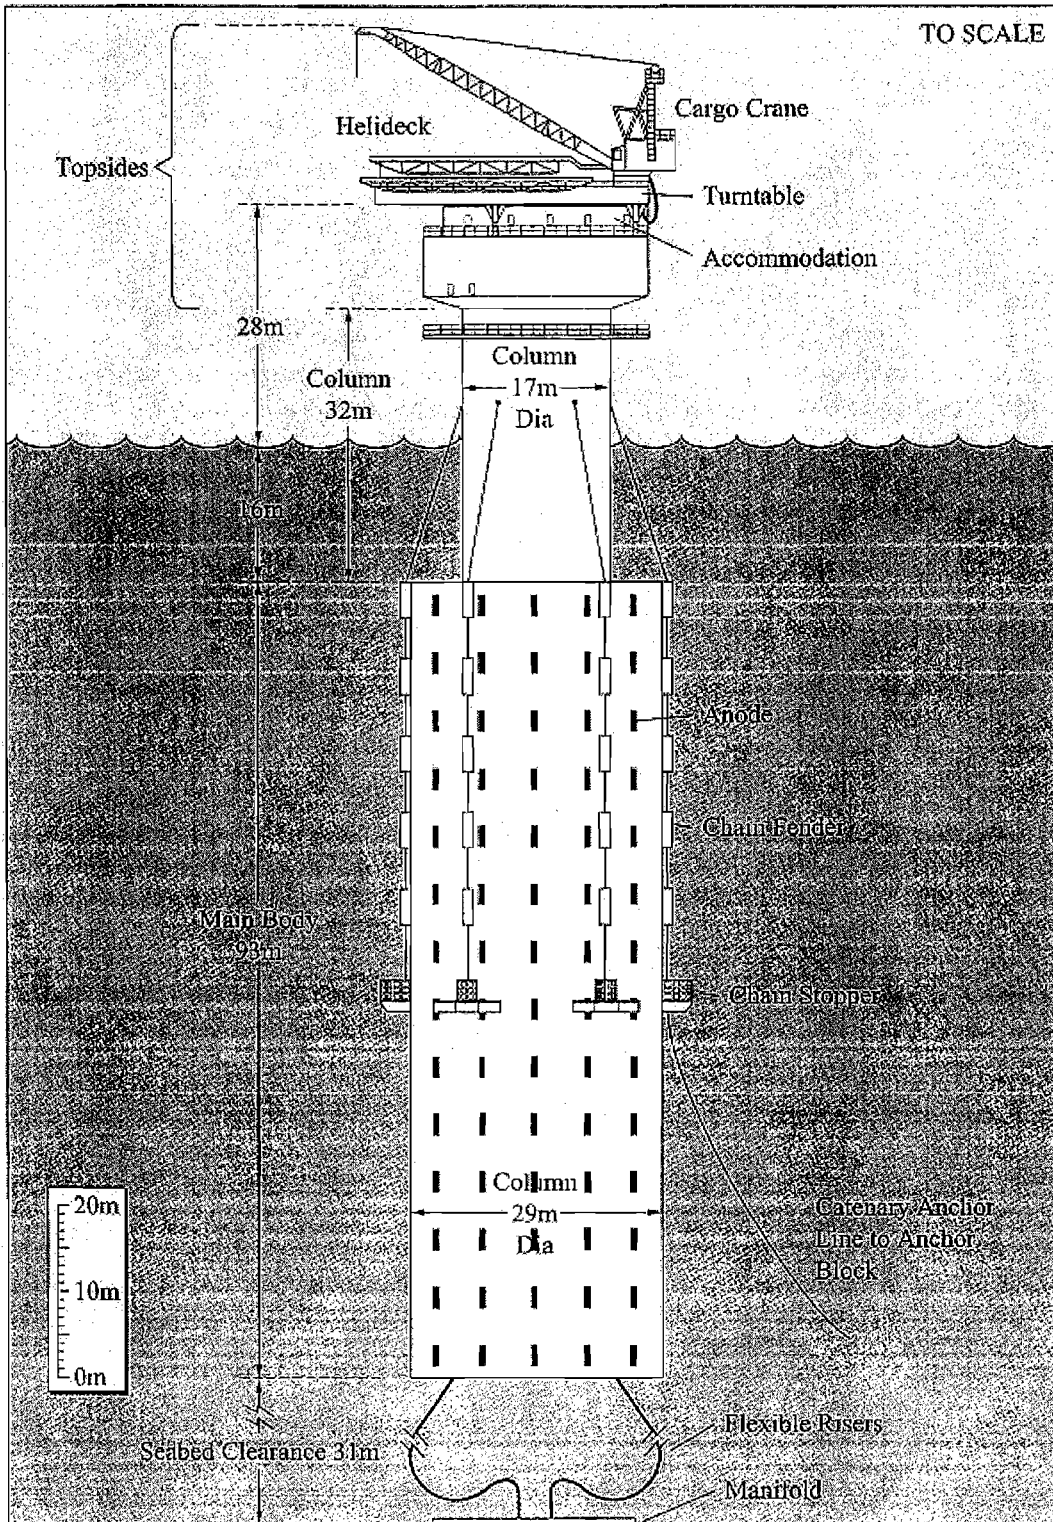 TO SCALE
Cargo Crane
Helideck
Topsides
Turntable
Accommodation
28m
Column
32m
Column
17m
Dia
16m
Anode
Chain Fender
Main Body
93m
Chain Stopper
Column
29m
Dia
Catenary Anchor
Line to Anchor
Block
20m
10m
0m
Seabed Clearance 31m
Flexible Risers
Manifold